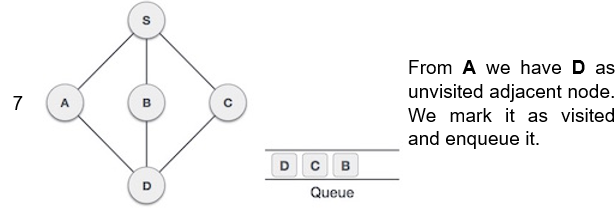 S
From A we have D as
unvisited adjacent node.
7 A B C
We mark it as visited
and enqueue it.
D C B
D
Queue